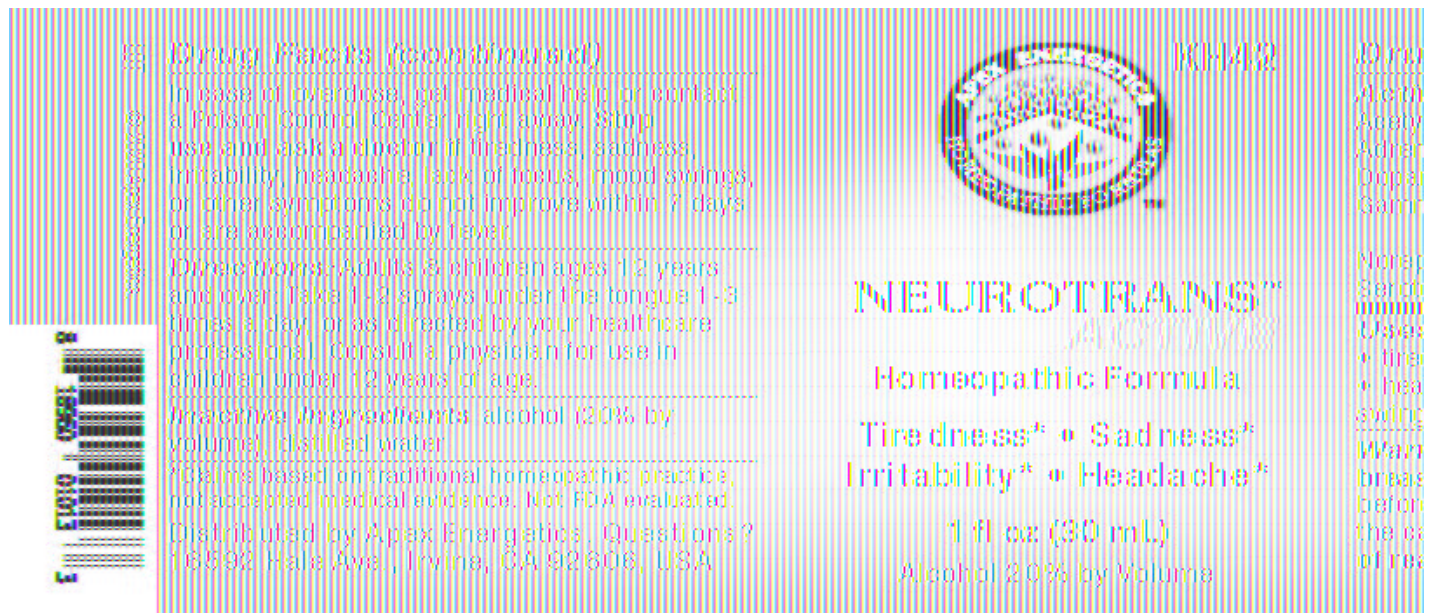 Drug Facts (continued)
In case of overdose, get medical help or contact
a Poison Control Center right away. Stop
use and ask a doctor if tiredness, sadness,
irritability, headache, lack of focus, mood swings,
or other symptoms do not improve within 7 days
or are accompanied by fever.
Directions: Adults & children ages 12 years
and over: Take 1-2 sprays under the tongue 1-3
times a day, or as directed by your healthcare
professional. Consult a physician for use in
children under 12 years of age.
Inactive Ingredients: alcohol (20% by
volume), distilled water
*Claims based on traditional homeopathic practice,
not accepted medical evidence. Not FDA evaluated.
Distributed by Apex Energetics. Questions?
16592 Hale Ave., Irvine, CA 92606, USA
APEX ENERGETICS
TM
NEUROTRANS™
ACTIVE
Homeopathic Formula
Tiredness* • Sadness*
Irritability* • Headache*
1 fl oz (30 mL)
Alcohol 20% by Volume